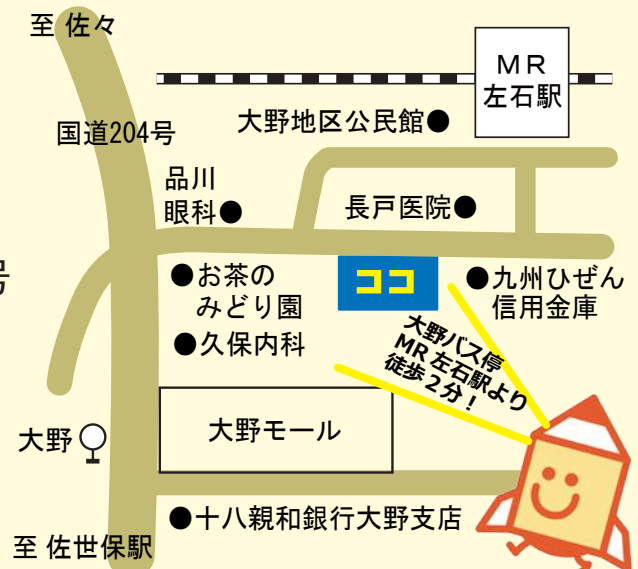 至 佐々
MR
左石駅
国道204号
大野地区公民館●
品川
眼科●
長戸医院●
号
●お茶の
みどり園
ココ
●九州ひぜん
信用金庫
●久保内科
大野バス停
MR 左石駅より
徒歩2分！
大野モール
大野
●十八親和銀行大野支店
至 佐世保駅